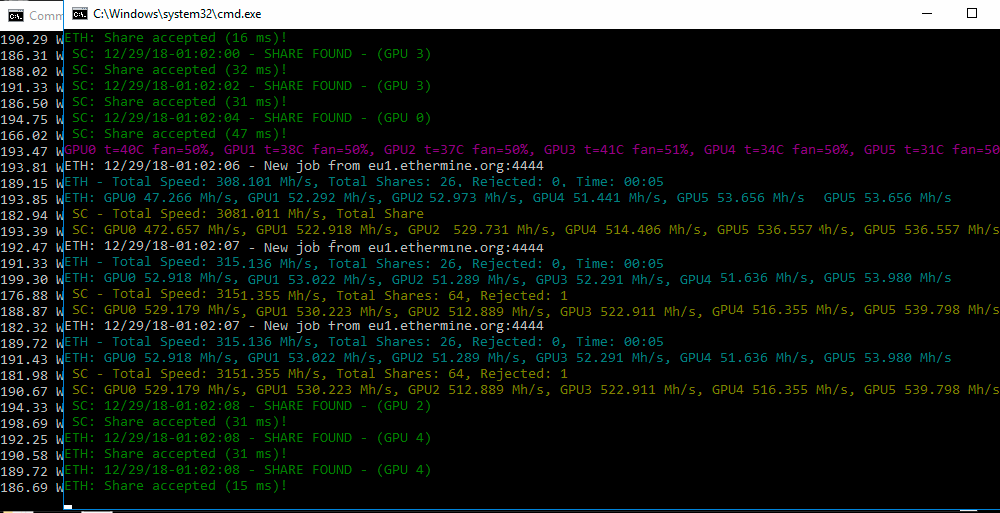 Comm
C:\Windows\system32\cmd.exe
190.29 W ETH: Share accepted (16 ms)!
186.31 W SC: 12/29/18-01:02:00 - SHARE FOUND - (GPU 3)
188.02 W SC: Share accepted (32 ms)!
191.33 W SC: 12/29/18-01:02:02 - SHARE FOUND - (GPU 3)
186.50 W SC: Share accepted (31 ms)!
194.75 W SC: 12/29/18-01:02:04 - SHARE FOUND - (GPU 0)
166.02 W SC: Share accepted (47 ms)!
193.47 GPU0 t=40C fan=50%, GPU1 t=38C fan=50%, GPU2 t=37C fan=50%, GPU3 t=41C fan=51%, GPU4 t=34C fan=50%, GPU5 t=31C fan=50
193.81 W ETH: 12/29/18-01:02:06 - New job from eu1.ethermine.org:4444
189.15 W ETH - Total Speed: 308.101 Mh/s, Total Shares: 26, Rejected: 0, Time: 00:05
193.85 W ETH: GPU0 47.266 Mh/s, GPU1 52.292 Mh/s, GPU2 52.973 Mh/s, GPU4 51.441 Mh/s, GPU5 53.656 Mh/s GPU5 53.656 Mh/s
182.94 W SC - Total Speed: 3081.011 Mh/s, Total Share
193.39 W SC: GPU0 472.657 Mh/s, GPU1 522.918 Mh/s, GPU2 529.731 Mh/s, GPU4 514.406 Mh/s, GPU5 536.557 Mh/s, GPU5 536.557 Mh/s
192.47 W ETH: 12/29/18-01:02:07 - New job from eu1.ethermine.org:4444
191.33 W ETH - Total Speed: 315.136 Mh/s, Total Shares: 26, Rejected: 0, Time: 00:05
199.30 W ETH: GPU0 52.918 Mh/s, GPU1 53.022 Mh/s, GPU2 51.289 Mh/s, GPU3 52.291 Mh/s, GPU4 51.636 Mh/s, GPU5 53.980 Mh/s
176.88 W SC - Total Speed: 3151.355 Mh/s, Total Shares: 64, Rejected: 1
188.87 W SC: GPU0 529.179 Mh/s, GPU1 530.223 Mh/s, GPU2 512.889 Mh/s, GPU3 522.911 Mh/s, GPU4 516.355 Mh/s, GPU5 539.798 Mh/s
182.32 W ETH: 12/29/18-01:02:07 - New job from eu1.ethermine.org:4444
189.72 W ETH - Total Speed: 315.136 Mh/s, Total Shares: 26, Rejected: 0, Time: 00:05
191.43 W ETH: GPU0 52.918 Mh/s, GPU1 53.022 Mh/s, GPU2 51.289 Mh/s, GPU3 52.291 Mh/s, GPU4 51.636 Mh/s, GPU5 53.980 Mh/s
181.98 W SC - Total Speed: 3151.355 Mh/s, Total Shares: 64, Rejected: 1
190.67 W SC: GPU0 529.179 Mh/s, GPU1 530.223 Mh/s, GPU2 512.889 Mh/s, GPU3 522.911 Mh/s, GPU4 516.355 Mh/s, GPU5 539.798 Mh/s
194.33 W SC: 12/29/18-01:02:08 - SHARE FOUND - (GPU 2)
198.69 W SC: Share accepted (31 ms)!
192.25 W ETH: 12/29/18-01:02:08 - SHARE FOUND - (GPU 4)
190.58 W ETH: Share accepted (31 ms)!
189.72 W ETH: 12/29/18-01:02:08 - SHARE FOUND - (GPU 4)
186.69 W ETH: Share accepted (15 ms)!